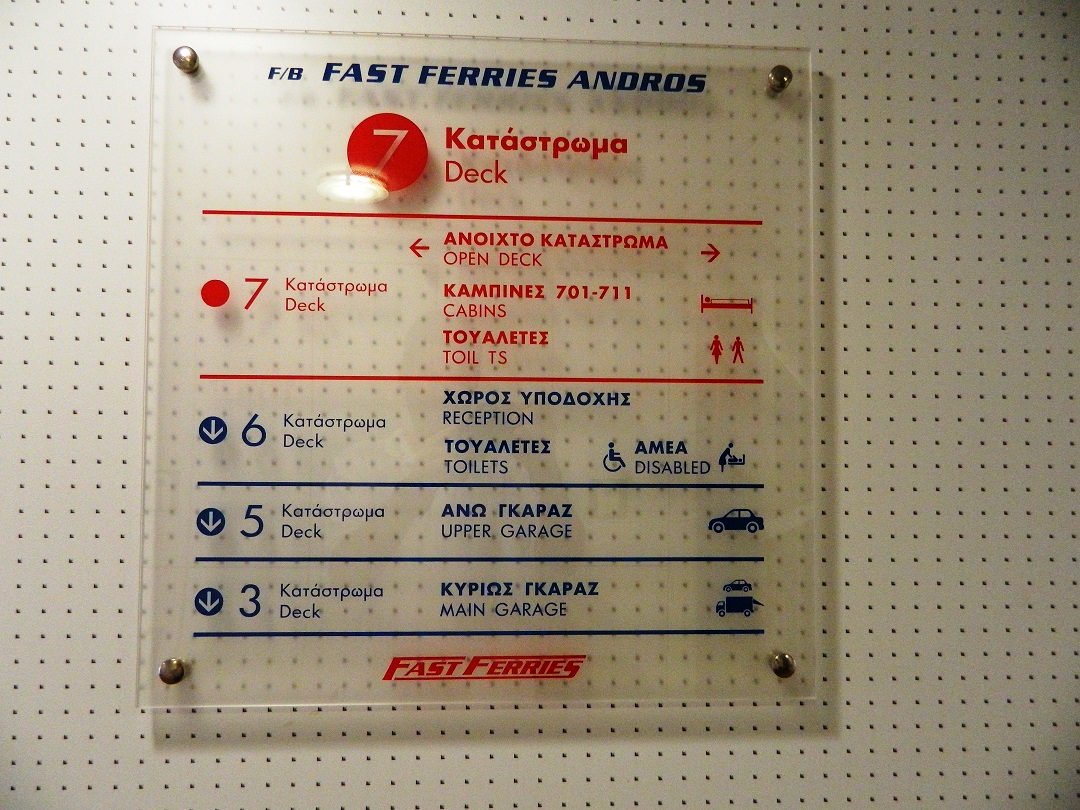 F/B FAST FERRIES ANDROS
7 Κατάστρωμα
Deck
ΑΝΟΙΧΤΟ ΚΑΤΑΣΤΡΩΜΑ
OPEN DECK
7 Κατάστρωμα
Deck
ΚΑΜΠΙΝΕΣ 701-711
CABINS
ΤΟΥΑΛΕΤΕΣ
TOIL TS
6 Κατάστρωμα
Deck
ΧΩΡΟΣ ΥΠΟΔΟΧΗΣ
RECEPTION
ΤΟΥΑΛΕΤΕΣ
TOILETS
ΑΜΕΑ
DISABLED
5 Κατάστρωμα
Deck
ΑΝΩ ΓΚΑΡΑΖ
UPPER GARAGE
3 Κατάστρωμα
Deck
ΚΥΡΙΩΣ ΓΚΑΡΑΖ
MAIN GARAGE
FAST FERRIES